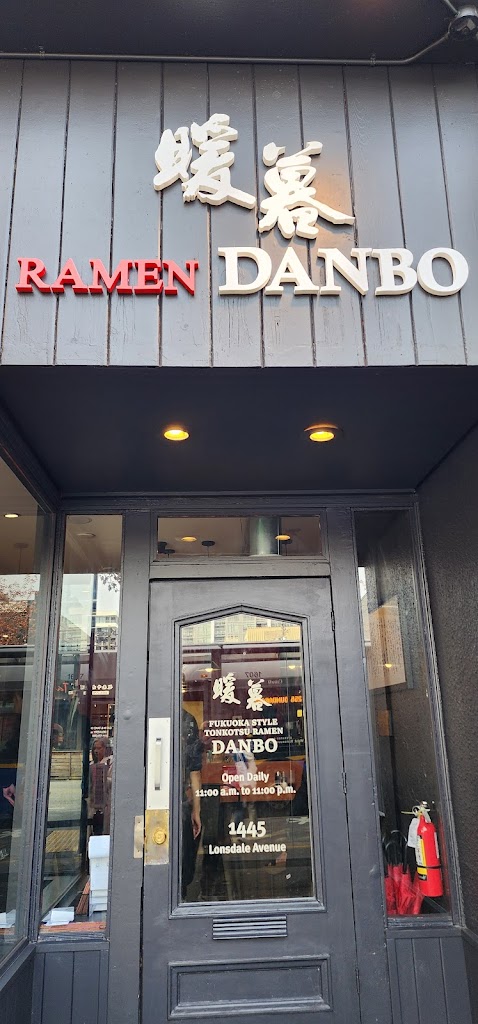 暖暮
RAMEN DANBO
暖暮
FUKUOKA STYLE
TONKOTSU RAMEN
DANBO
Open Daily
11:00 a.m. to 11:00 p.m.
1445
Lonsdale Avenue